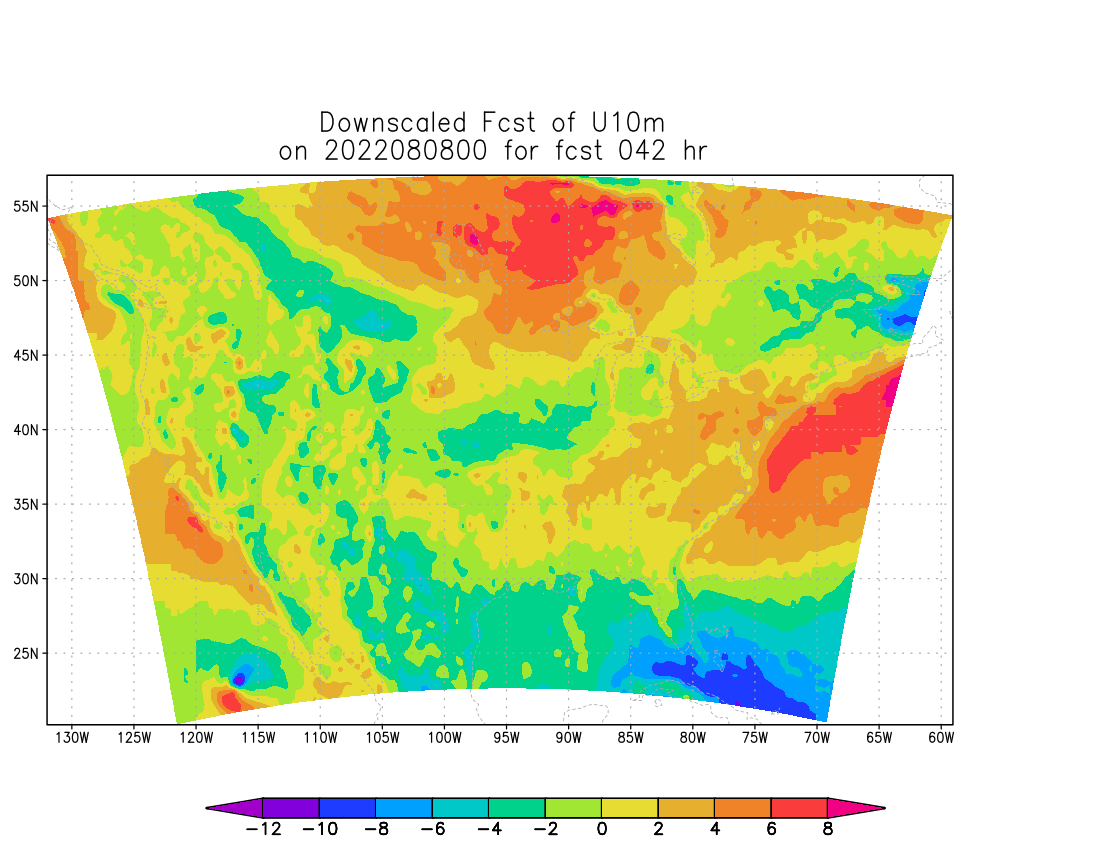 Downscaled Fcst of U10m
on 2022080800 for fcst 042 hr
55N
50N
45N
40N
35N
30N
25N
130W 125W 120W 115W 110W 105W 100W 95W 90W 85W 80W 75W 70W 65W 60W
−12 −10 −8 −6 −4 −2 0 2 4 6 8